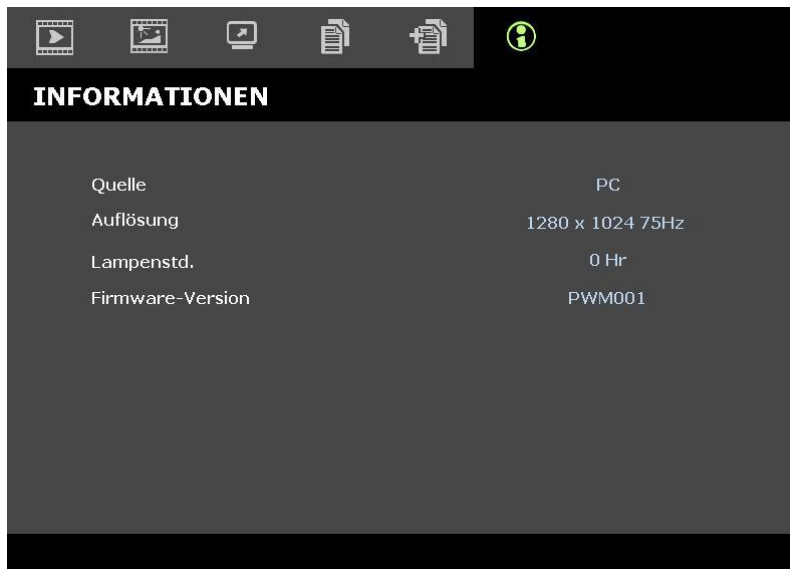 INFORMATIONEN
Quelle PC
Auflösung 1280 x 1024 75Hz
Lampenstd. 0 Hr
Firmware-Version PWM001